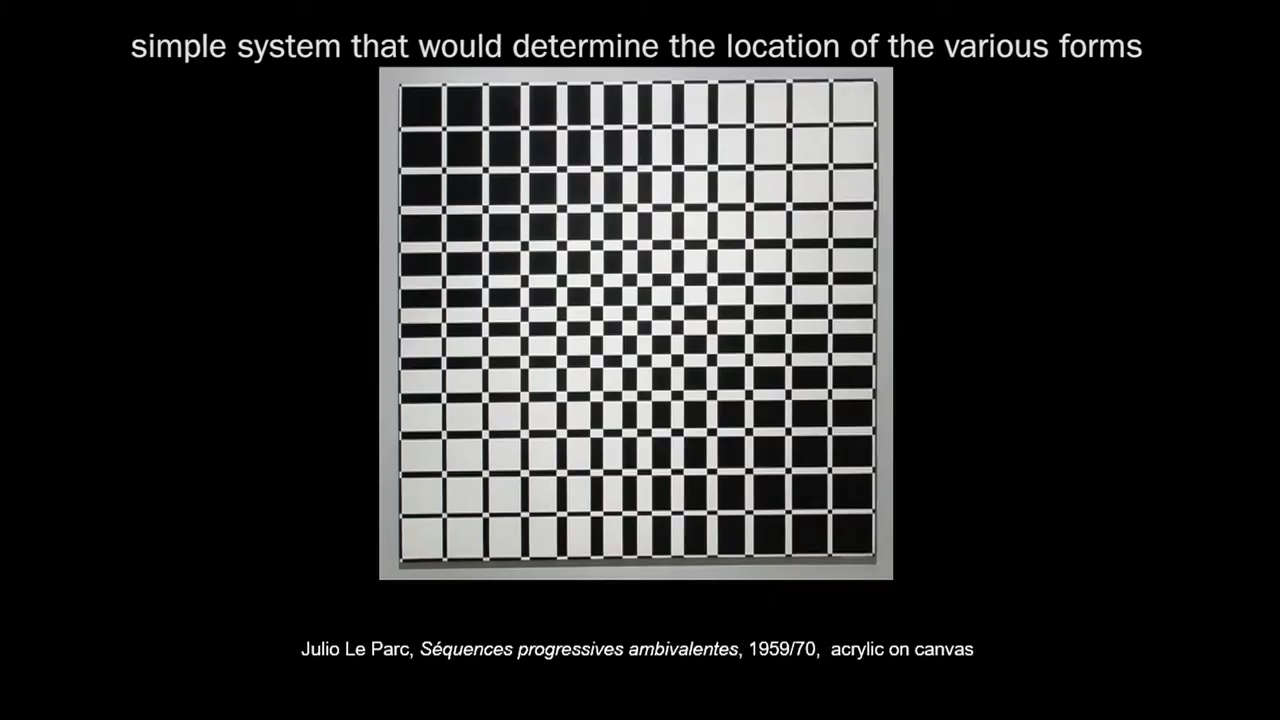 simple system that would determine the location of the various forms
Julio Le Parc, Séquences progressives ambivalentes, 1959/70, acrylic on canvas